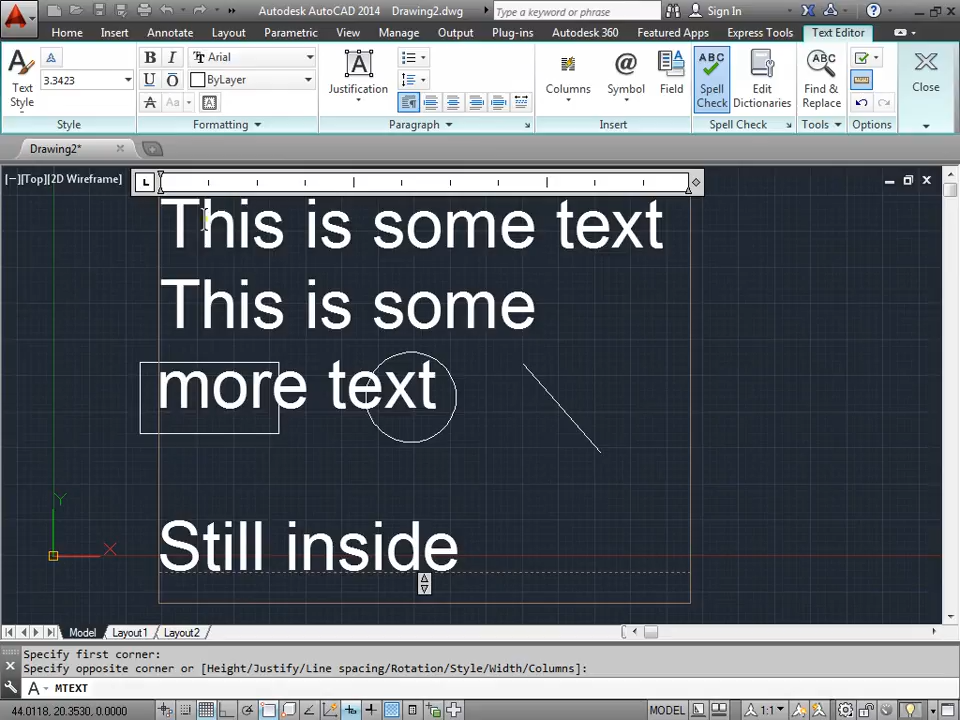 Autodesk AutoCAD 2014 Drawing2.dwg
Type a keyword or phrase
Sign In
Home Insert Annotate Layout Parametric View Manage Output Plug-ins Autodesk 360 Featured Apps Express Tools Text Editor
Text Style
3.3423
Style
B I Arial
U O ByLayer
A Aa
Formatting
Justification
Paragraph
Columns
Symbol
Field
Insert
ABC
Spell Check
Edit Dictionaries
Spell Check
ABC
Find & Replace
Tools
Options
Close
Drawing2*
[−][Top][2D Wireframe]
L
This is some text
This is some
more text
Still inside
Y
X
Model Layout1 Layout2
Specify first corner:
Specify opposite corner or [Height/Justify/Line spacing/Rotation/Style/Width/Columns]:
MTEXT
44.0118, 20.3530, 0.0000
MODEL
1:1